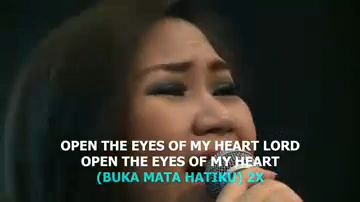 OPEN THE EYES OF MY HEART LORD
OPEN THE EYES OF MY HEART
(BUKA MATA HATIKU) 2X